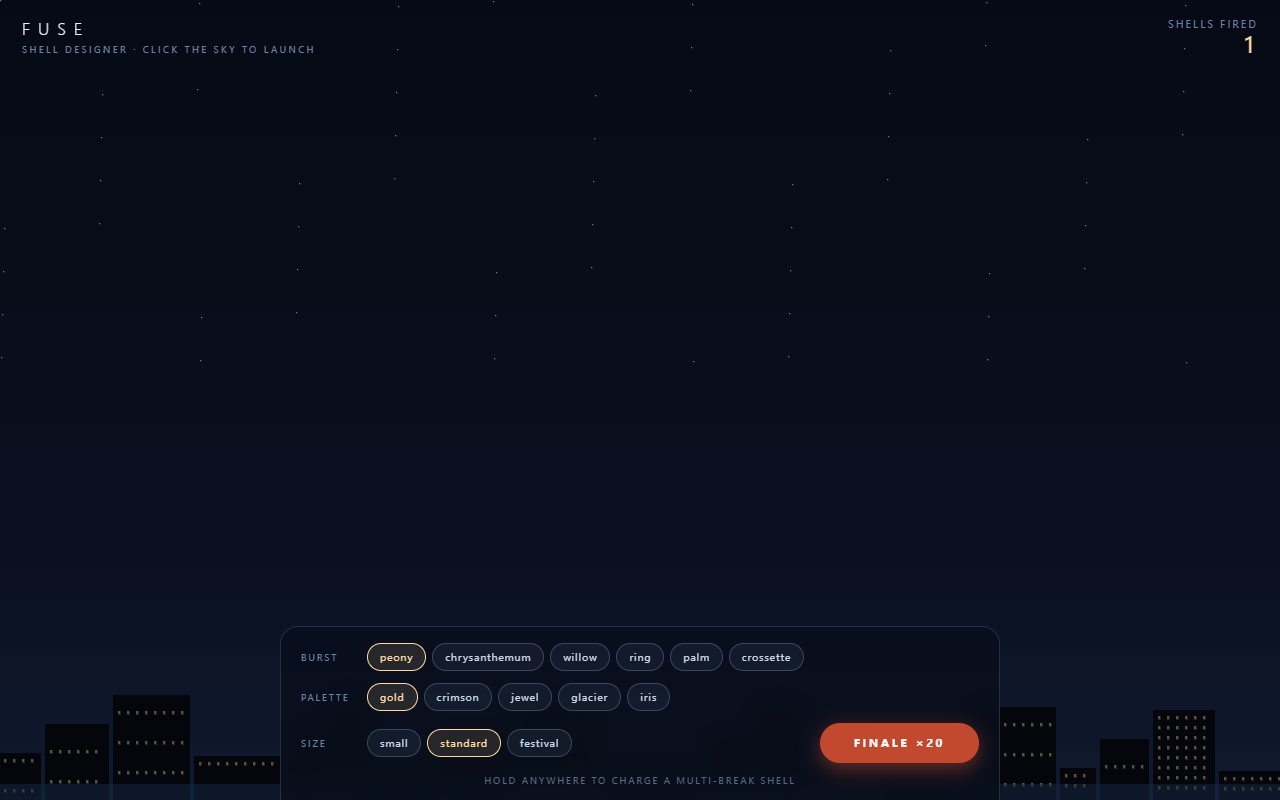 FUSE
SHELL DESIGNER · CLICK THE SKY TO LAUNCH
SHELLS FIRED
1
BURST peony chrysanthemum willow ring palm crossette
PALETTE gold crimson jewel glacier iris
SIZE small standard festival FINALE ×20
HOLD ANYWHERE TO CHARGE A MULTI-BREAK SHELL